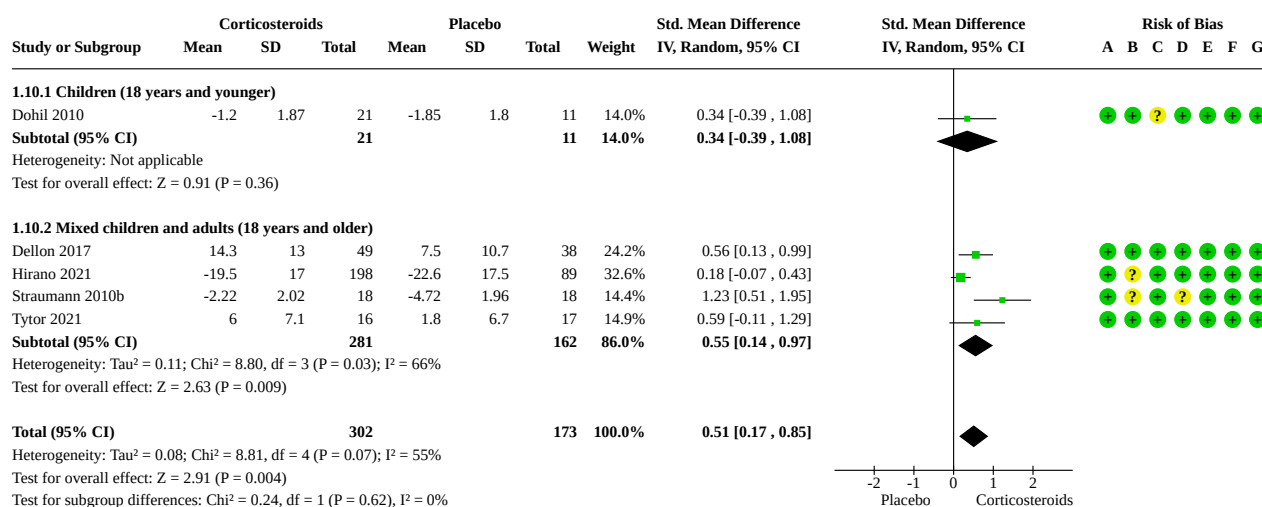 Corticosteroids Placebo Std. Mean Difference Std. Mean Difference Risk of Bias
Study or Subgroup Mean SD Total Mean SD Total Weight IV, Random, 95% CI IV, Random, 95% CI A B C D E F G
1.10.1 Children (18 years and younger)
Dohil 2010 -1.2 1.87 21 -1.85 1.8 11 14.0% 0.34 [-0.39 , 1.08] + + ? + + + +
Subtotal (95% CI) 21 11 14.0% 0.34 [-0.39 , 1.08]
Heterogeneity: Not applicable
Test for overall effect: Z = 0.91 (P = 0.36)
1.10.2 Mixed children and adults (18 years and older)
Dellon 2017 14.3 13 49 7.5 10.7 38 24.2% 0.56 [0.13 , 0.99] + + + + + + +
Hirano 2021 -19.5 17 198 -22.6 17.5 89 32.6% 0.18 [-0.07 , 0.43] + ? + + + + +
Straumann 2010b -2.22 2.02 18 -4.72 1.96 18 14.4% 1.23 [0.51 , 1.95] + ? + ? + + +
Tytor 2021 6 7.1 16 1.8 6.7 17 14.9% 0.59 [-0.11 , 1.29] + + + + + + +
Subtotal (95% CI) 281 162 86.0% 0.55 [0.14 , 0.97]
Heterogeneity: Tau² = 0.11; Chi² = 8.80, df = 3 (P = 0.03); I² = 66%
Test for overall effect: Z = 2.63 (P = 0.009)
Total (95% CI) 302 173 100.0% 0.51 [0.17 , 0.85]
Heterogeneity: Tau² = 0.08; Chi² = 8.81, df = 4 (P = 0.07); I² = 55%
Test for overall effect: Z = 2.91 (P = 0.004) -2 -1 0 1 2
Test for subgroup differences: Chi² = 0.24, df = 1 (P = 0.62), I² = 0% Placebo Corticosteroids